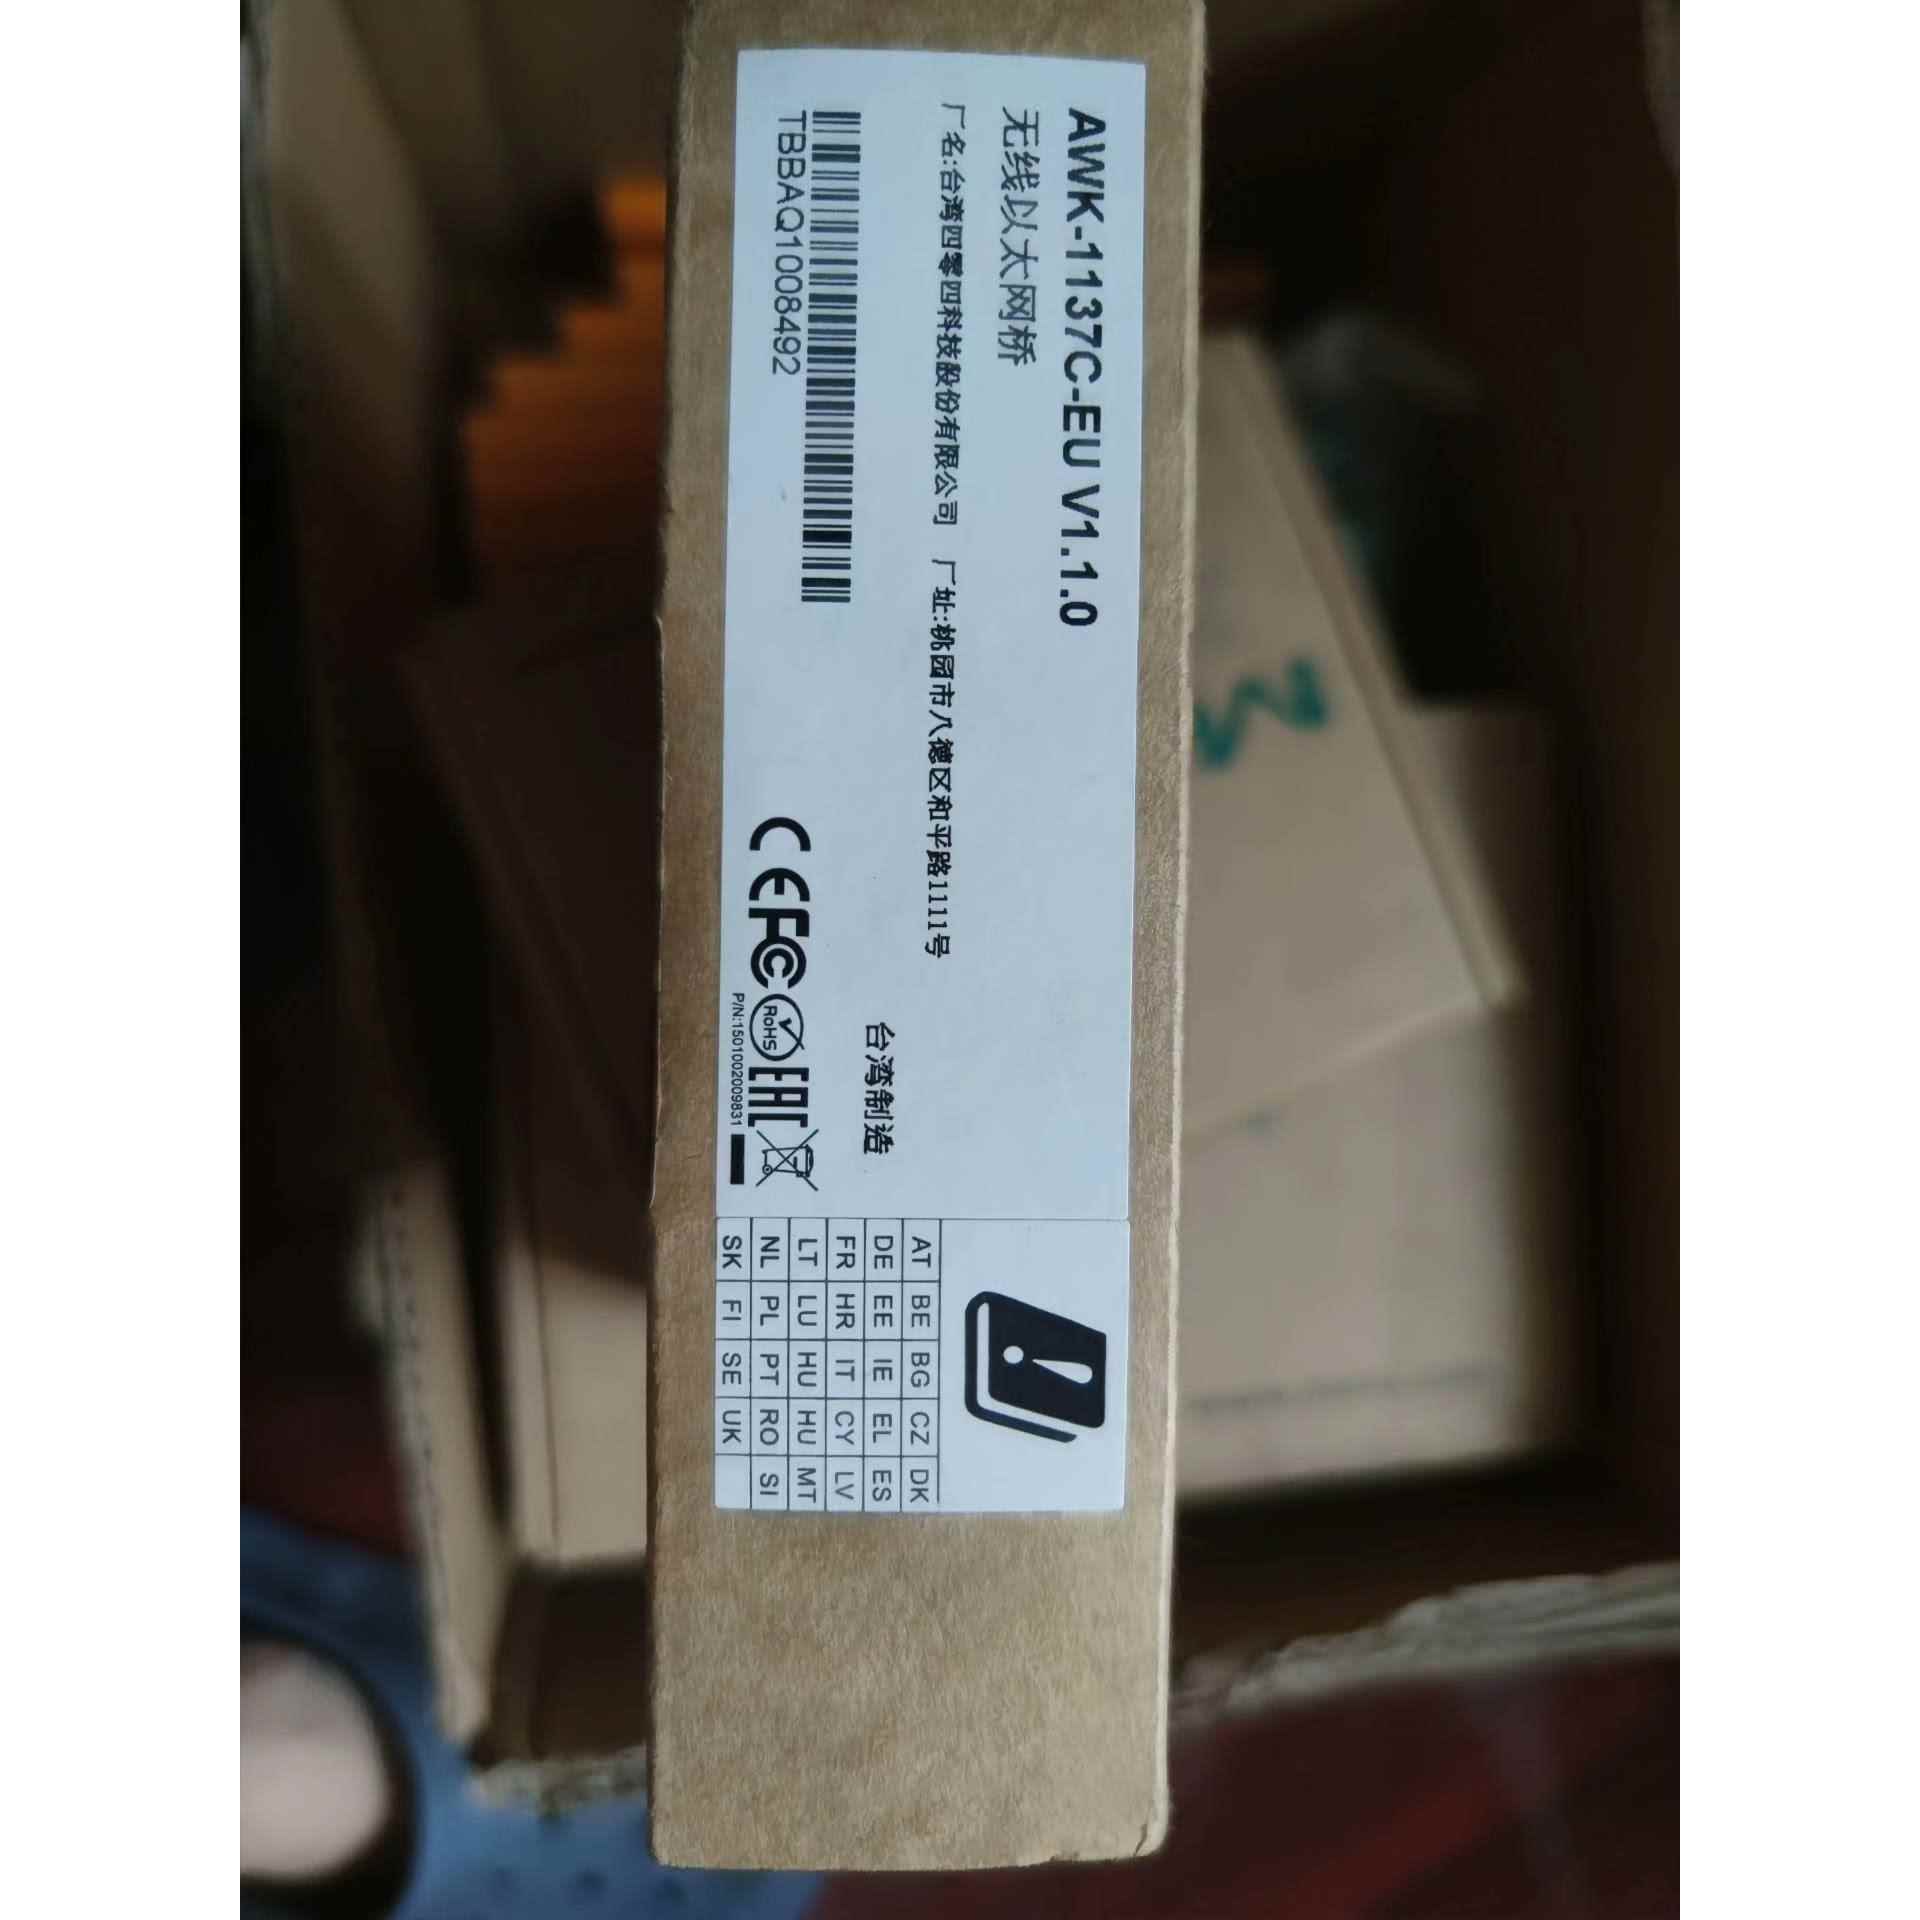 AWK-1137C-EU V1.1.0
无线以太网桥
厂名:台湾四零四科技股份有限公司 厂址:桃园市八德区和平路1111号
台湾制造
TBBAQ1008492
CE FC RoHS EAC
P/N:1501002009831
AT BE BG CZ DK
DE EE IE EL ES
FR HR IT CY LV
LT LU HU HU MT
NL PL PT RO SI
SK FI SE UK